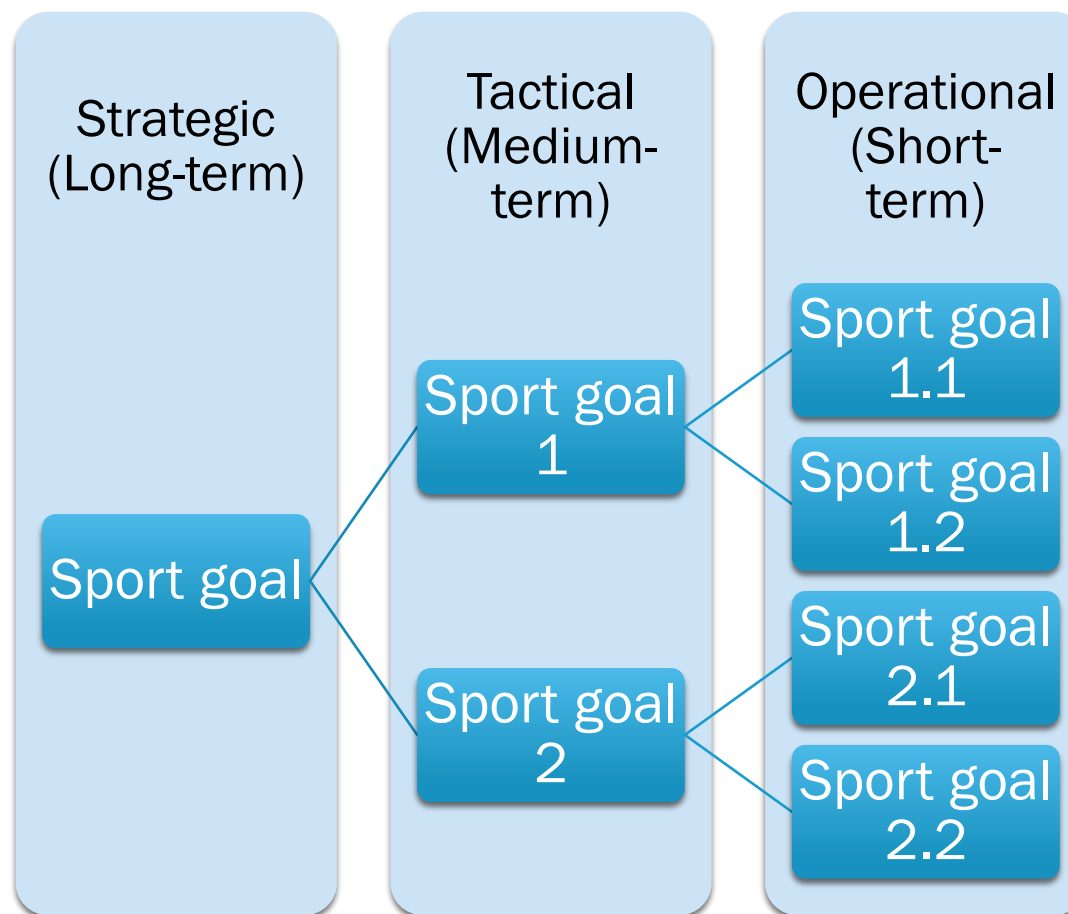 Strategic
(Long-term)
Tactical
(Medium-
term)
Operational
(Short-
term)
Sport goal
Sport goal
1
Sport goal
2
Sport goal
1.1
Sport goal
1.2
Sport goal
2.1
Sport goal
2.2